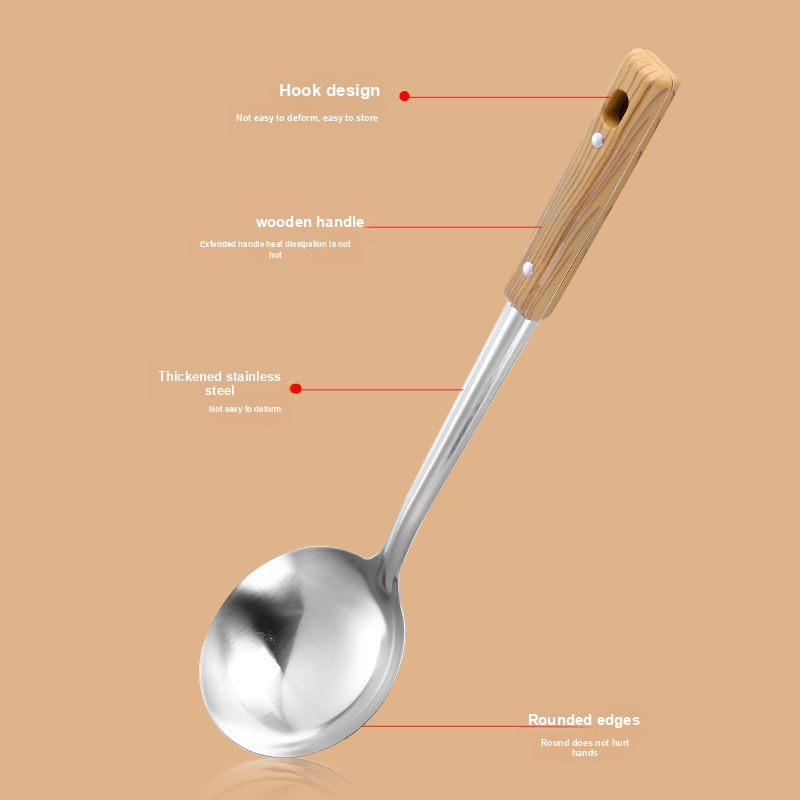 Hook design
Not easy to deform, easy to store
wooden handle
Extended handle heat dissipation is not
hot
Thickened stainless
steel
Not easy to deform
Rounded edges
Round does not hurt
hands